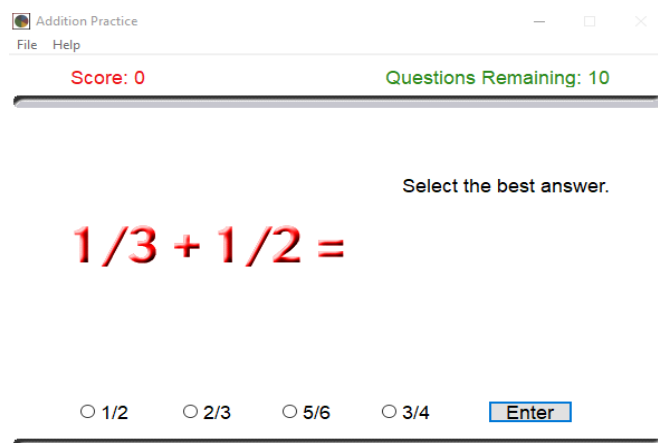 Addition Practice
File Help
Score: 0 Questions Remaining: 10
Select the best answer.
1/3 + 1/2 =
1/2 2/3 5/6 3/4 Enter